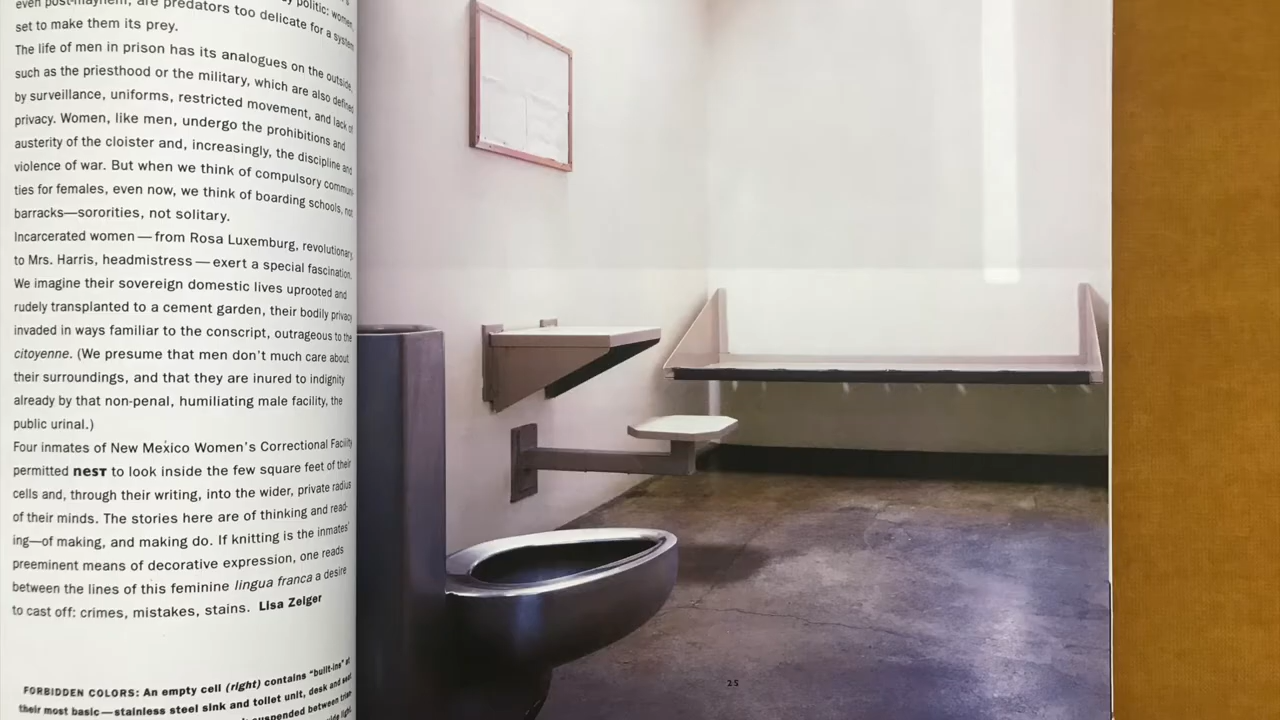 even post-mayhem, are predators too delicate for a system
politic: women,
set to make them its prey.
The life of men in prison has its analogues on the outside,
such as the priesthood or the military, which are also defined
by surveillance, uniforms, restricted movement, and lack of
privacy. Women, like men, undergo the prohibitions and
austerity of the cloister and, increasingly, the discipline and
violence of war. But when we think of compulsory communi-
ties for females, even now, we think of boarding schools, not
barracks—sororities, not solitary.
Incarcerated women — from Rosa Luxemburg, revolutionary,
to Mrs. Harris, headmistress — exert a special fascination.
We imagine their sovereign domestic lives uprooted and
rudely transplanted to a cement garden, their bodily privacy
invaded in ways familiar to the conscript, outrageous to the
citoyenne. (We presume that men don't much care about
their surroundings, and that they are inured to indignity
already by that non-penal, humiliating male facility, the
public urinal.)
Four inmates of New Mexico Women's Correctional Facility
permitted nest to look inside the few square feet of their
cells and, through their writing, into the wider, private radius
of their minds. The stories here are of thinking and read-
ing—of making, and making do. If knitting is the inmates'
preeminent means of decorative expression, one reads
between the lines of this feminine lingua franca a desire
to cast off: crimes, mistakes, stains. Lisa Zeiger
FORBIDDEN COLORS: An empty cell (right) contains "built-ins" at
their most basic—stainless steel sink and toilet unit, desk and seat
suspended between
light.
25